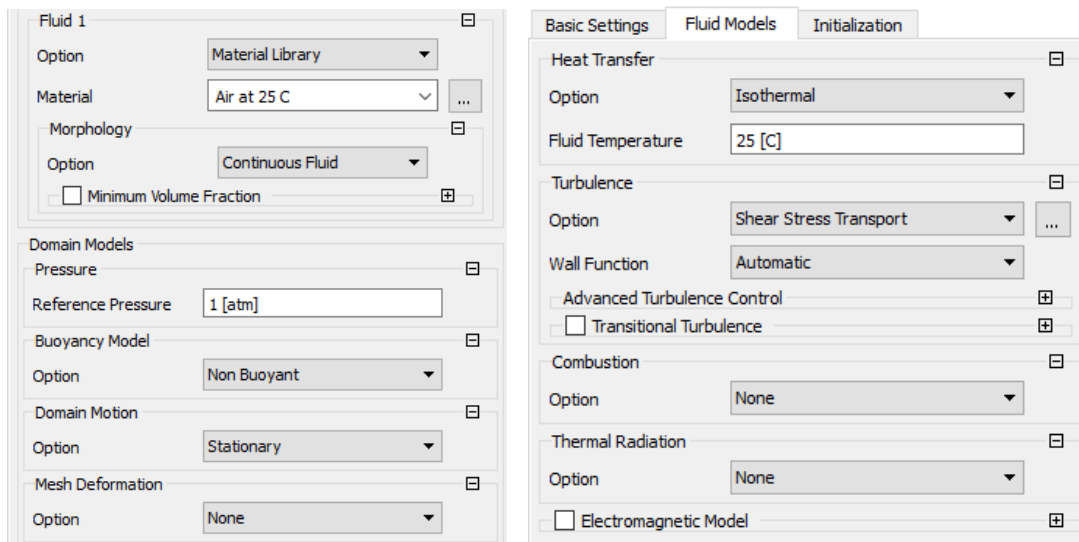 Fluid 1
Option Material Library
Material Air at 25 C ...
Morphology
Option Continuous Fluid
Minimum Volume Fraction
Domain Models
Pressure
Reference Pressure 1 [atm]
Buoyancy Model
Option Non Buoyant
Domain Motion
Option Stationary
Mesh Deformation
Option None
Basic Settings Fluid Models Initialization
Heat Transfer
Option Isothermal
Fluid Temperature 25 [C]
Turbulence
Option Shear Stress Transport ...
Wall Function Automatic
Advanced Turbulence Control
Transitional Turbulence
Combustion
Option None
Thermal Radiation
Option None
Electromagnetic Model